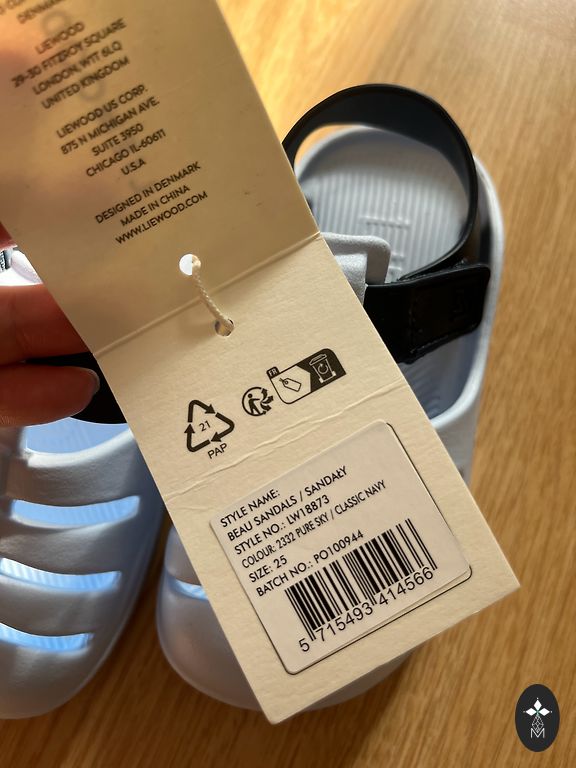 DENMARK
LIEWOOD
29-30 FITZROY SQUARE
LONDON, W1T 6LQ
UNITED KINGDOM
LIEWOOD US CORP.
875 N MICHIGAN AVE.
SUITE 3950
CHICAGO IL-60611
U.S.A
DESIGNED IN DENMARK
MADE IN CHINA
WWW.LIEWOOD.COM
FR
21
PAP
STYLE NAME:
BEAU SANDALS / SANDAŁY
STYLE NO.: LW18873
COLOUR: 2332 PURE SKY / CLASSIC NAVY
SIZE: 25
BATCH NO.: PO100944
5 715493 414566
M